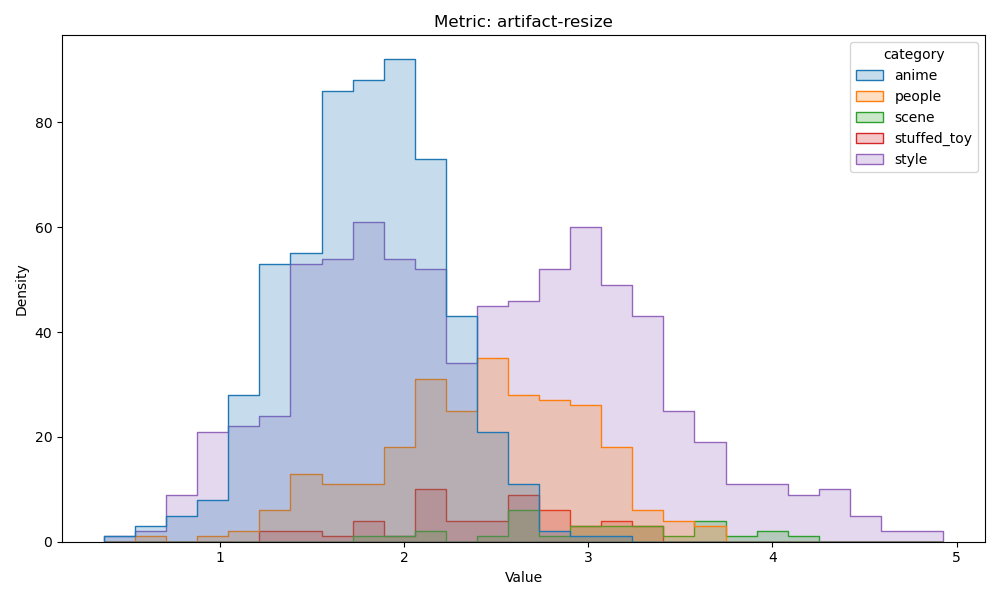 Metric: artifact-resize
category
anime
people
scene
stuffed_toy
style
Density
80
60
40
20
0
1
2
3
4
5
Value